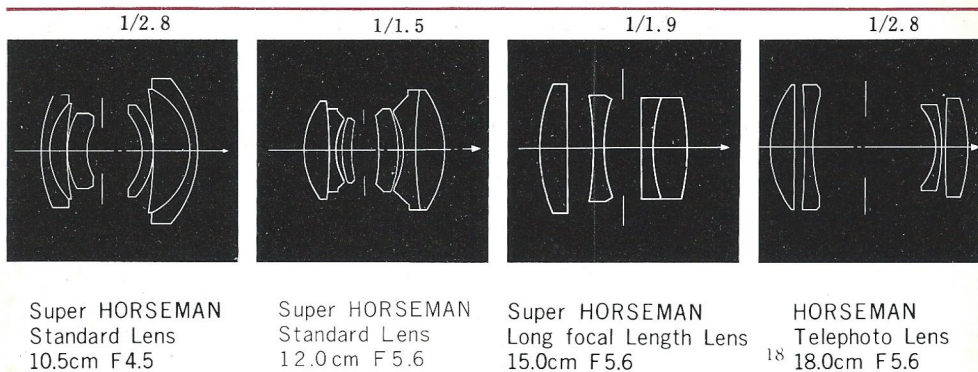 1/2.8
1/1.5
1/1.9
1/2.8
Super HORSEMAN
Standard Lens
10.5cm F4.5
Super HORSEMAN
Standard Lens
12.0cm F5.6
Super HORSEMAN
Long focal Length Lens
15.0cm F5.6
HORSEMAN
Telephoto Lens
18.0cm F5.6
18